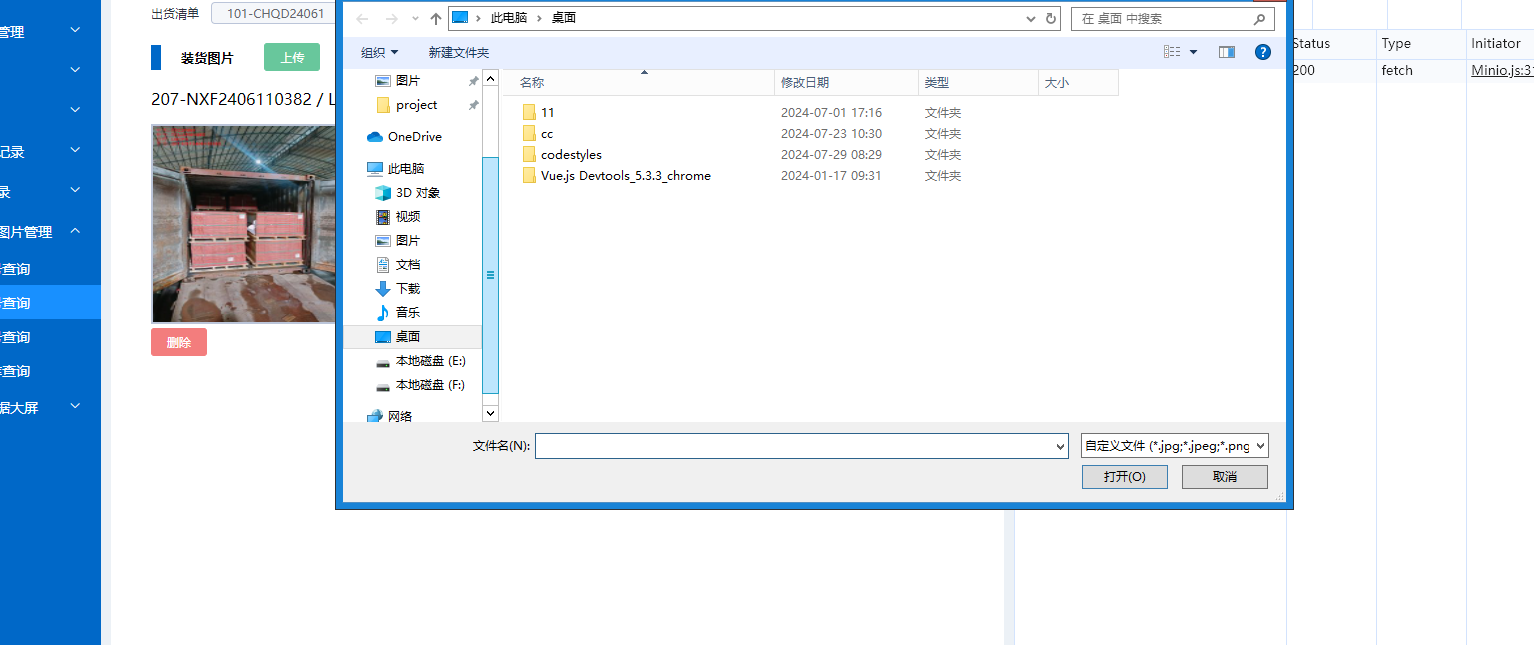 出货清单 101-CHQD24061
管理
装货图片 上传
207-NXF2406110382 / L
记录
录
图片管理
查询
查询
查询
查询
据大屏
删除
此电脑 › 桌面
在 桌面 中搜索
组织 新建文件夹
图片
project
OneDrive
此电脑
3D 对象
视频
图片
文档
下载
音乐
桌面
本地磁盘 (E:)
本地磁盘 (F:)
网络
名称 修改日期 类型 大小
11 2024-07-01 17:16 文件夹
cc 2024-07-23 10:30 文件夹
codestyles 2024-07-29 08:29 文件夹
Vue.js Devtools_5.3.3_chrome 2024-01-17 09:31 文件夹
文件名(N): 自定义文件 (*.jpg;*.jpeg;*.png
打开(O) 取消
Status Type Initiator
200 fetch Minio.js:3